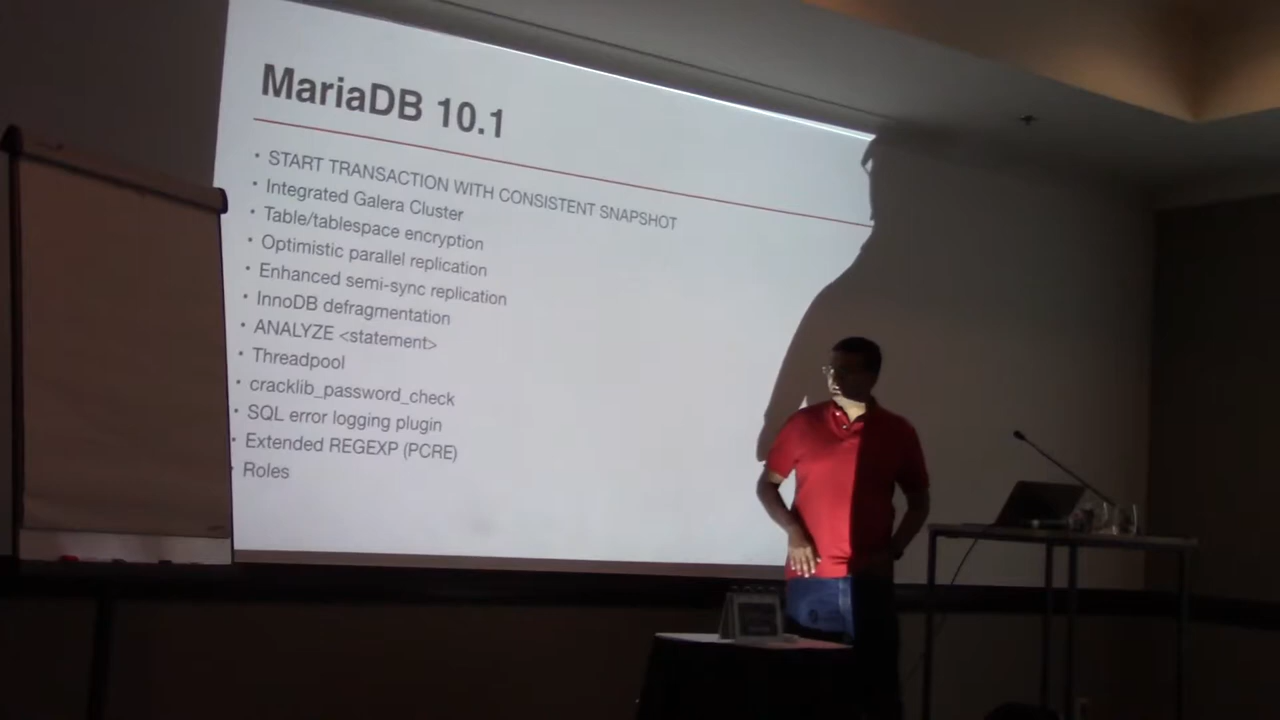 MariaDB 10.1
• START TRANSACTION WITH CONSISTENT SNAPSHOT
• Integrated Galera Cluster
• Table/tablespace encryption
• Optimistic parallel replication
• Enhanced semi-sync replication
• InnoDB defragmentation
• ANALYZE <statement>
• Threadpool
• cracklib_password_check
• SQL error logging plugin
• Extended REGEXP (PCRE)
• Roles